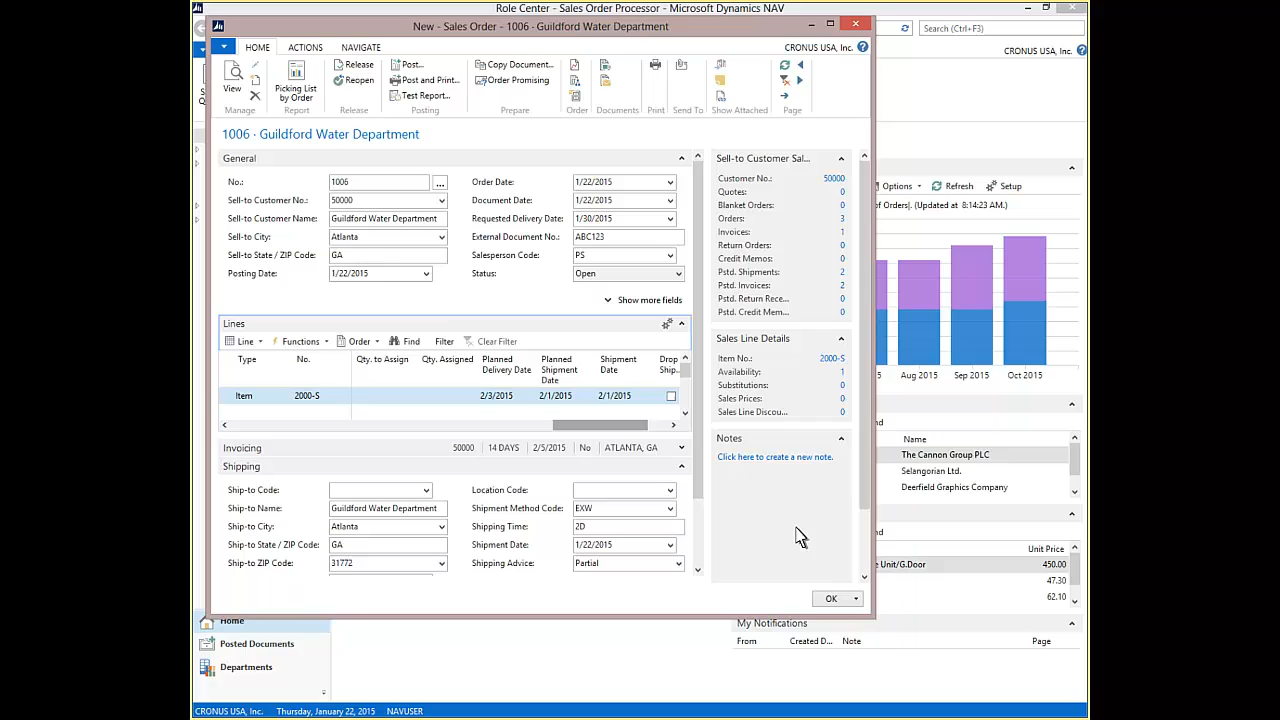 Role Center - Sales Order Processor - Microsoft Dynamics NAV
New - Sales Order - 1006 · Guildford Water Department
Search (Ctrl+F3)
HOME ACTIONS NAVIGATE
CRONUS USA, Inc.
CRONUS USA, Inc.
View
Picking List by Order
Release
Reopen
Post...
Post and Print...
Test Report...
Copy Document...
Order Promising
Manage Report Release Posting Prepare Order Documents Print Send To Show Attached Page
1006 · Guildford Water Department
General
No.: 1006
Sell-to Customer No.: 50000
Sell-to Customer Name: Guildford Water Department
Sell-to City: Atlanta
Sell-to State / ZIP Code: GA
Posting Date: 1/22/2015
Order Date: 1/22/2015
Document Date: 1/22/2015
Requested Delivery Date: 1/30/2015
External Document No.: ABC123
Salesperson Code: PS
Status: Open
Show more fields
Lines
Line Functions Order Find Filter Clear Filter
Type No. Qty. to Assign Qty. Assigned Planned Delivery Date Planned Shipment Date Shipment Date Drop Ship...
Item 2000-S 2/3/2015 2/1/2015 2/1/2015
Invoicing 50000 14 DAYS 2/5/2015 No ATLANTA, GA
Shipping
Ship-to Code:
Ship-to Name: Guildford Water Department
Ship-to City: Atlanta
Ship-to State / ZIP Code: GA
Ship-to ZIP Code: 31772
Location Code:
Shipment Method Code: EXW
Shipping Time: 2D
Shipment Date: 1/22/2015
Shipping Advice: Partial
Sell-to Customer Sal...
Customer No.: 50000
Quotes: 0
Blanket Orders: 0
Orders: 3
Invoices: 1
Return Orders: 0
Credit Memos: 0
Pstd. Shipments: 2
Pstd. Invoices: 2
Pstd. Return Rece... 0
Pstd. Credit Mem... 0
Sales Line Details
Item No.: 2000-S
Availability: 1
Substitutions: 0
Sales Prices: 0
Sales Line Discou... 0
Notes
Click here to create a new note.
OK
Options Refresh Setup
of Orders|. (Updated at 8:14:23 AM.)
5 Aug 2015 Sep 2015 Oct 2015
nd
Name
The Cannon Group PLC
Selangorian Ltd.
Deerfield Graphics Company
nd
Unit Price
e Unit/G.Door 450.00
47.30
62.10
My Notifications
From Created D... Note Page
Home
Posted Documents
Departments
CRONUS USA, Inc. Thursday, January 22, 2015 NAVUSER